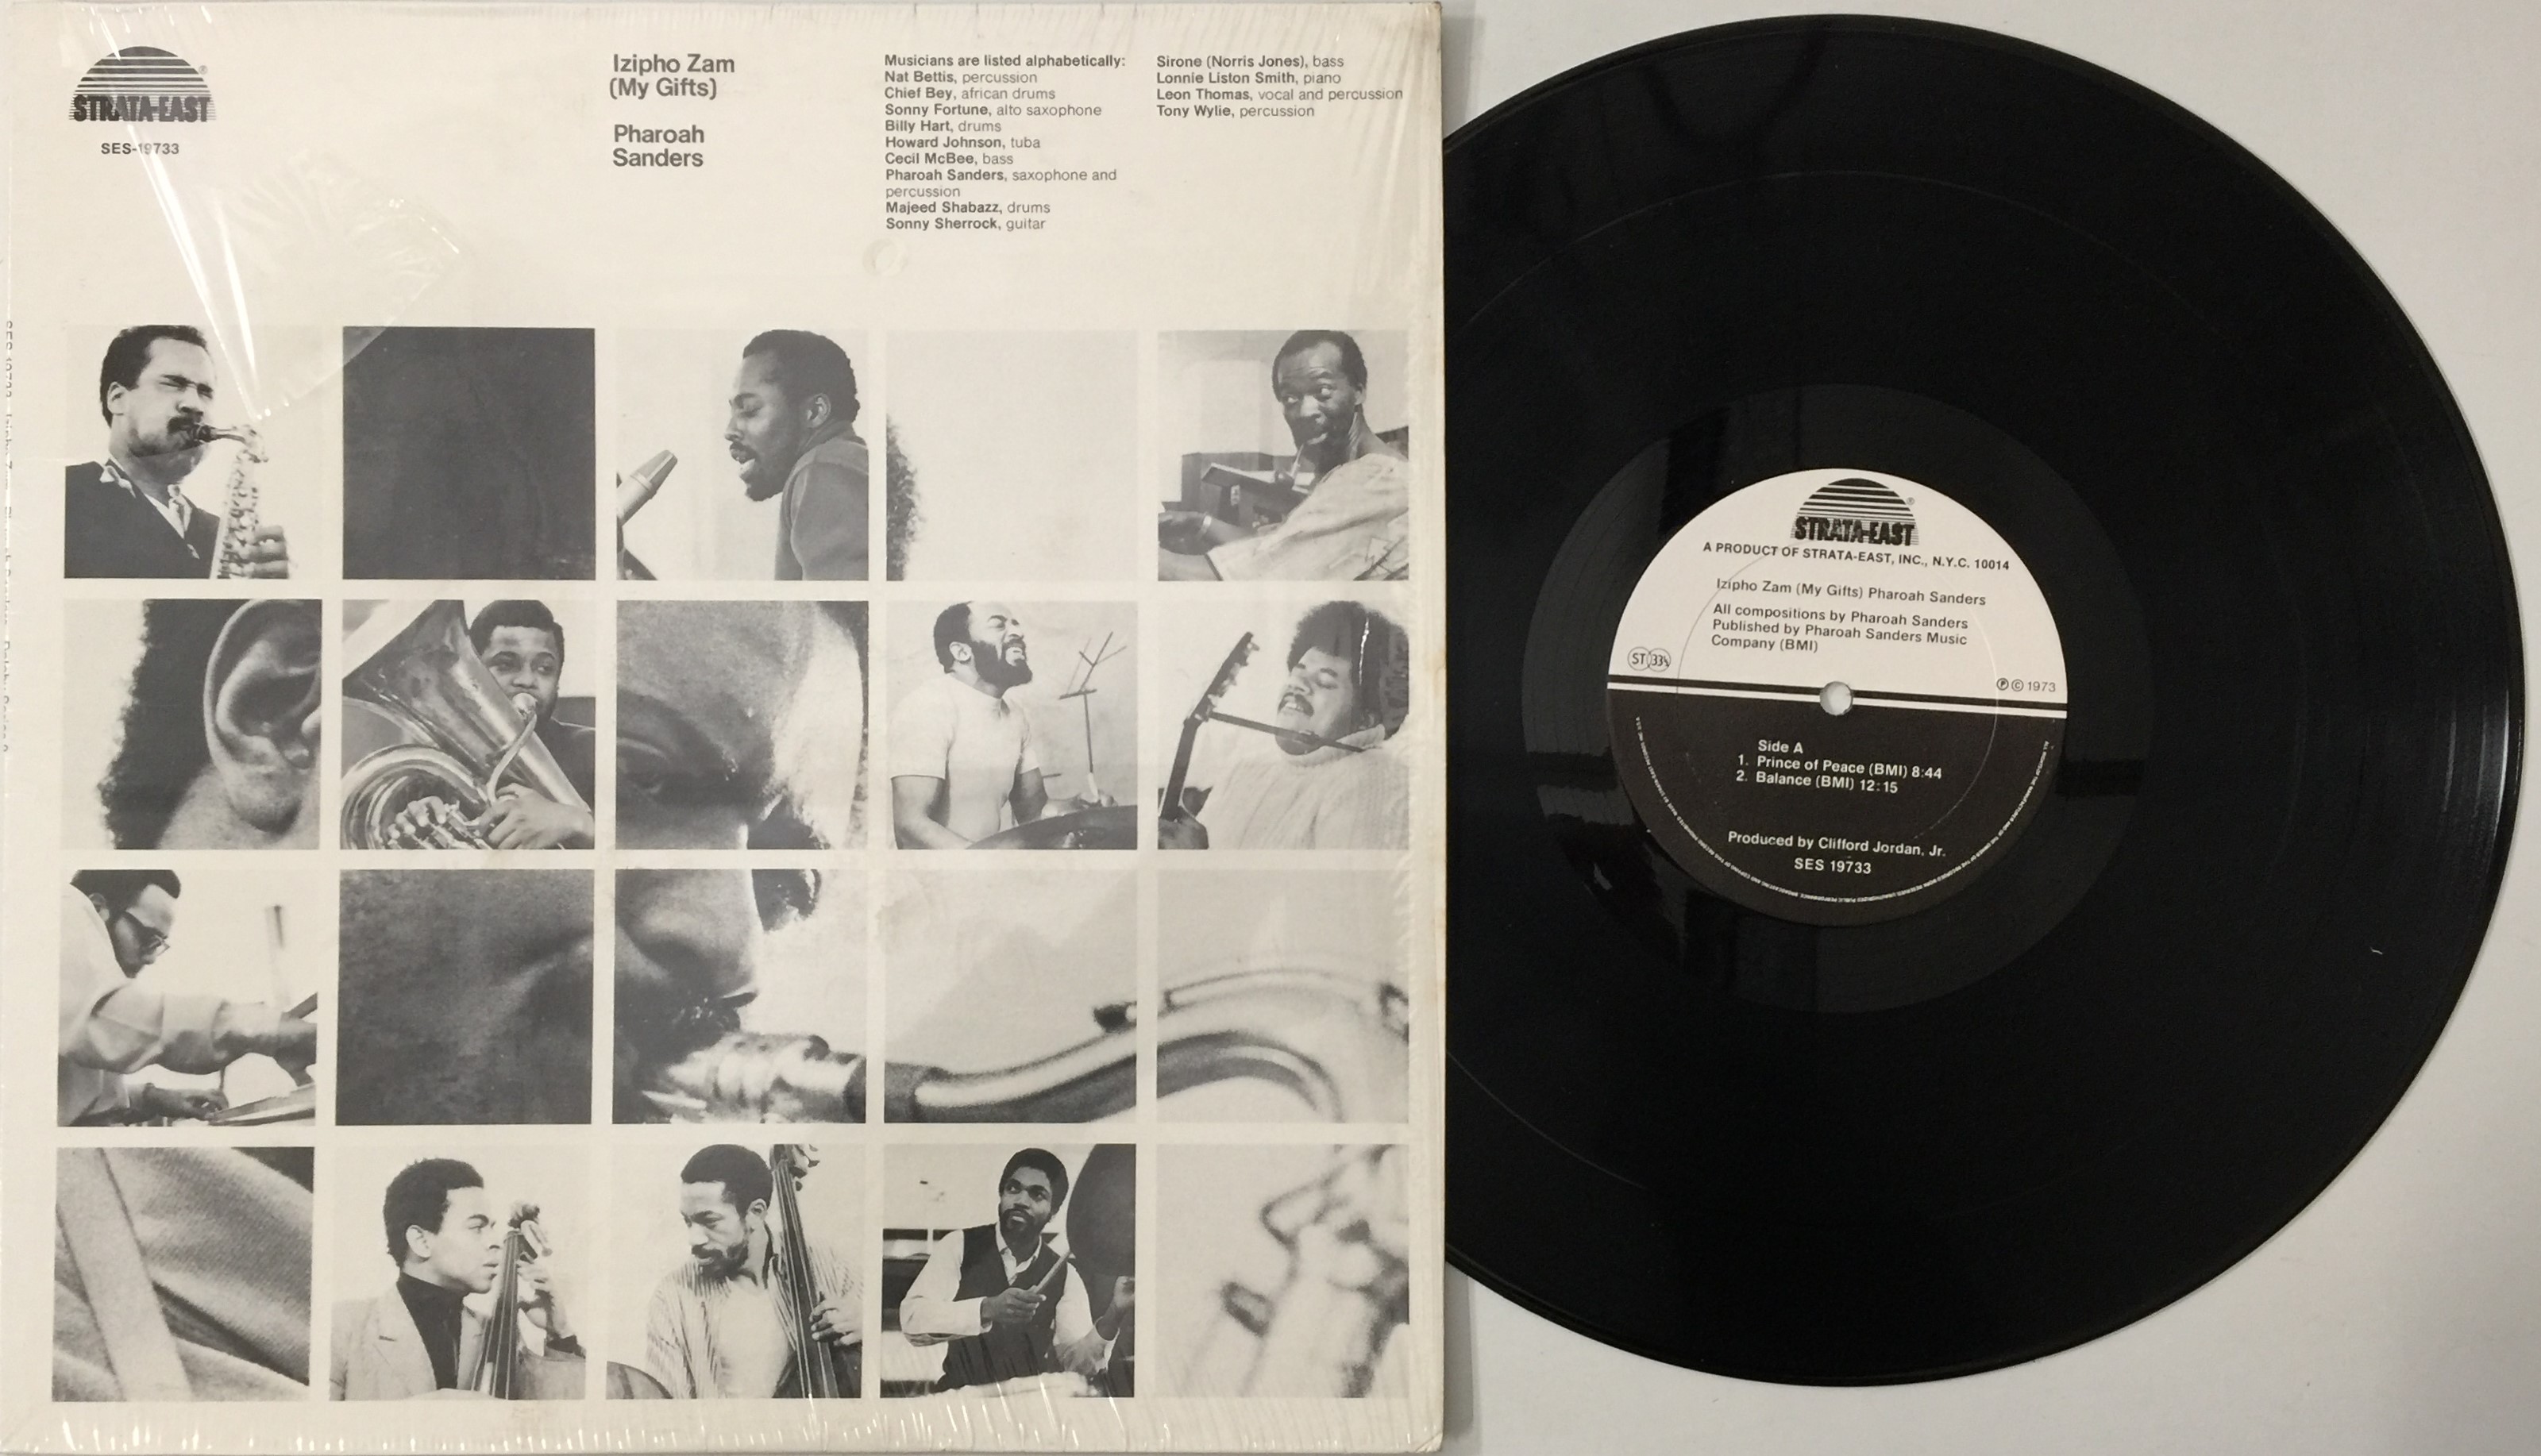 STRATA-EAST
SES-19733
Izipho Zam
(My Gifts)
Pharoah
Sanders
Musicians are listed alphabetically:
Nat Bettis, percussion
Chief Bey, african drums
Sonny Fortune, alto saxophone
Billy Hart, drums
Howard Johnson, tuba
Cecil McBee, bass
Pharoah Sanders, saxophone and
percussion
Majeed Shabazz, drums
Sonny Sherrock, guitar
Sirone (Norris Jones), bass
Lonnie Liston Smith, piano
Leon Thomas, vocal and percussion
Tony Wylie, percussion
STRATA-EAST
A PRODUCT OF STRATA-EAST, INC., N.Y.C. 10014
Izipho Zam (My Gifts) Pharoah Sanders
All compositions by Pharoah Sanders
Published by Pharoah Sanders Music
Company (BMI)
ST 33⅓
℗ © 1973
Side A
1. Prince of Peace (BMI) 8:44
2. Balance (BMI) 12:15
Produced by Clifford Jordan, Jr.
SES 19733